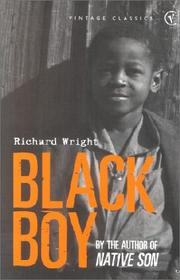 VINTAGE CLASSICS
Richard Wright
BLACK
BOY
BY THE AUTHOR OF
NATIVE SON